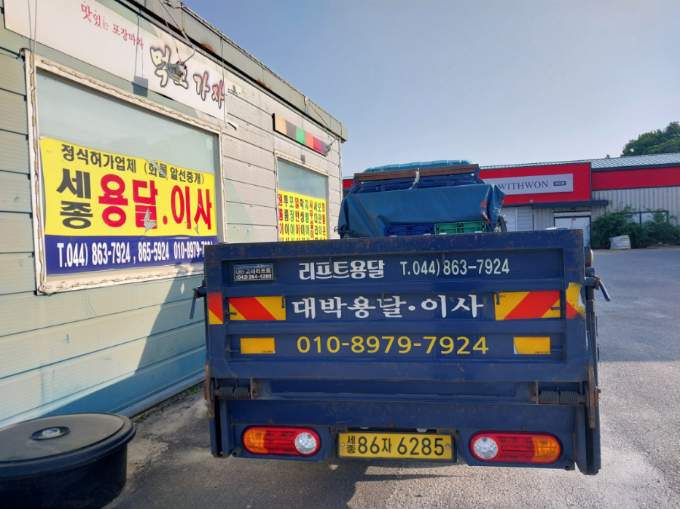 맛있는 포장마차
먹고 가자
정식허가업체 (화물 알선중개)
세종 용달.이사
T.044) 863-7924, 865-5924 010-8979-7924
WITHWON
리프트용달 T.044) 863-7924
대박용달·이사
010-8979-7924
세종 86자 6285